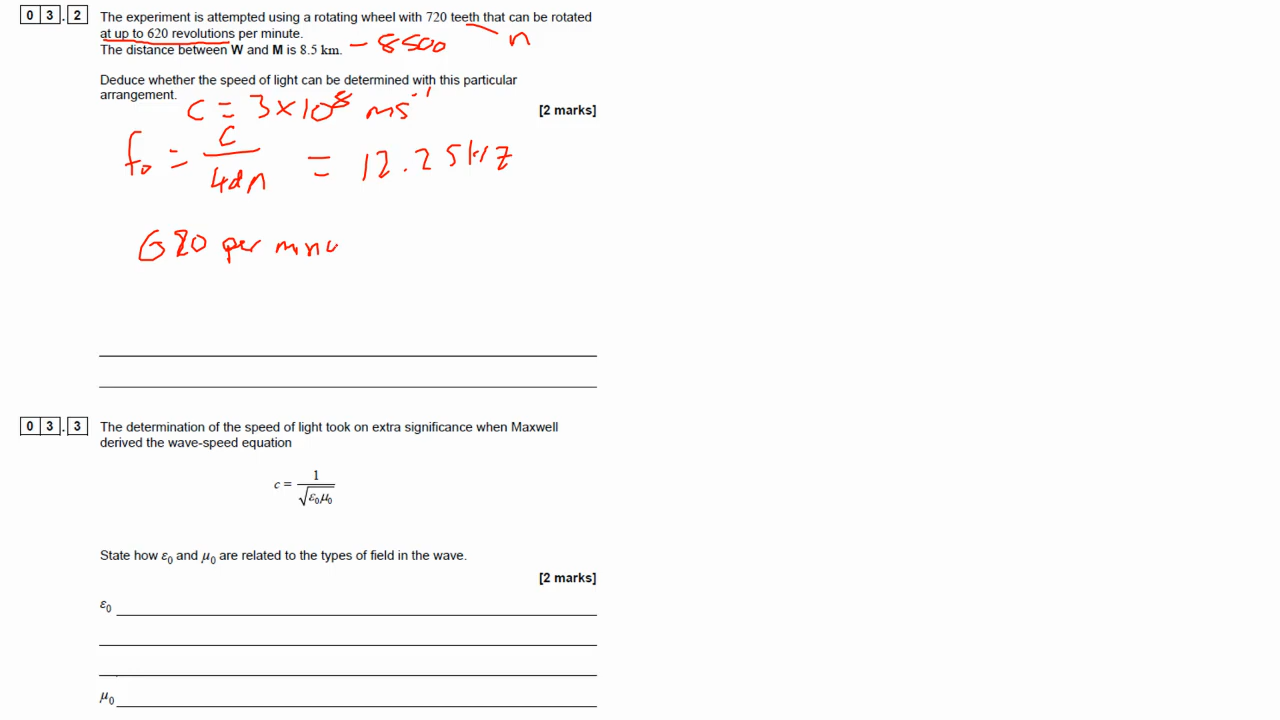 0 3 . 2 The experiment is attempted using a rotating wheel with 720 teeth that can be rotated
at up to 620 revolutions per minute.
The distance between W and M is 8.5 km. – 8500 n
Deduce whether the speed of light can be determined with this particular
arrangement.
[2 marks]
c = 3×10^8 ms^-1
f₀ = c / 4dn = 12.25 Hz
620 per minu
0 3 . 3 The determination of the speed of light took on extra significance when Maxwell
derived the wave-speed equation
c = 1 / √ε₀μ₀
State how ε₀ and μ₀ are related to the types of field in the wave.
[2 marks]
ε₀
μ₀